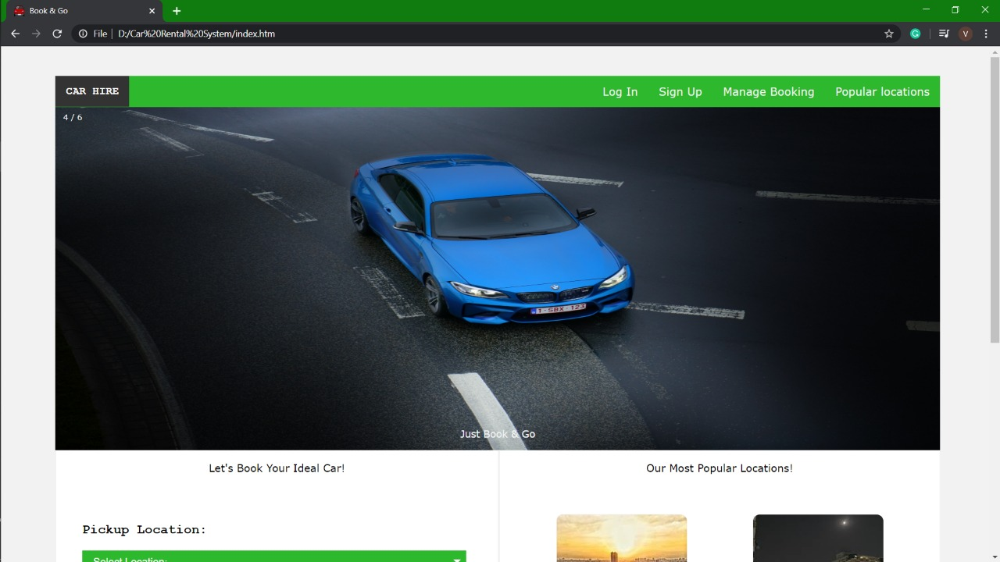 Book & Go
File
D:/Car%20Rental%20System/index.htm
V
CAR HIRE
Log In
Sign Up
Manage Booking
Popular locations
4 / 6
1-SBX-123
Just Book & Go
Let's Book Your Ideal Car!
Our Most Popular Locations!
Pickup Location:
Select Location: